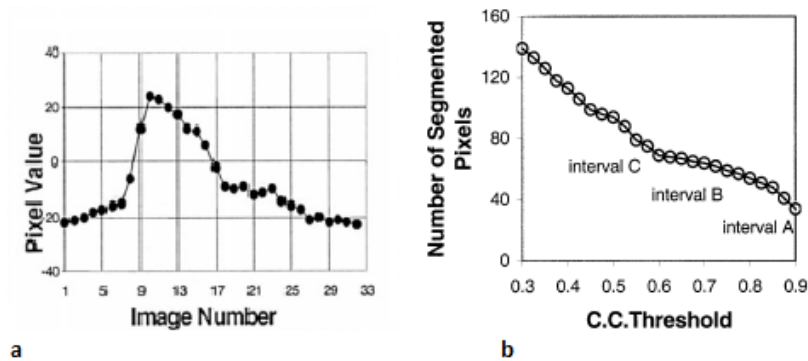 40
20
0
-20
-40
Pixel Value
1 5 9 13 17 21 25 29 33
Image Number
a
160
120
80
40
0
Number of Segmented
Pixels
interval C
interval B
interval A
0.3 0.4 0.5 0.6 0.7 0.8 0.9
C.C.Threshold
b